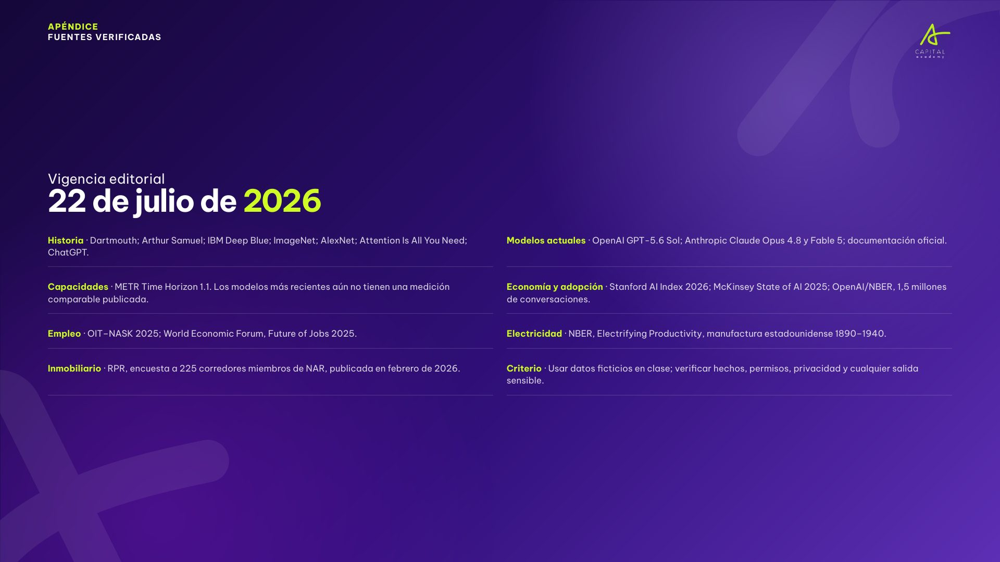 APÉNDICE
FUENTES VERIFICADAS
CAPITAL
academy
Vigencia editorial
22 de julio de 2026
Historia · Dartmouth; Arthur Samuel; IBM Deep Blue; ImageNet; AlexNet; Attention Is All You Need;
ChatGPT.
Modelos actuales · OpenAI GPT-5.6 Sol; Anthropic Claude Opus 4.8 y Fable 5; documentación oficial.
Capacidades · METR Time Horizon 1.1. Los modelos más recientes aún no tienen una medición
comparable publicada.
Economía y adopción · Stanford AI Index 2026; McKinsey State of AI 2025; OpenAI/NBER, 1,5 millones
de conversaciones.
Empleo · OIT–NASK 2025; World Economic Forum, Future of Jobs 2025.
Electricidad · NBER, Electrifying Productivity, manufactura estadounidense 1890–1940.
Inmobiliario · RPR, encuesta a 225 corredores miembros de NAR, publicada en febrero de 2026.
Criterio · Usar datos ficticios en clase; verificar hechos, permisos, privacidad y cualquier salida
sensible.